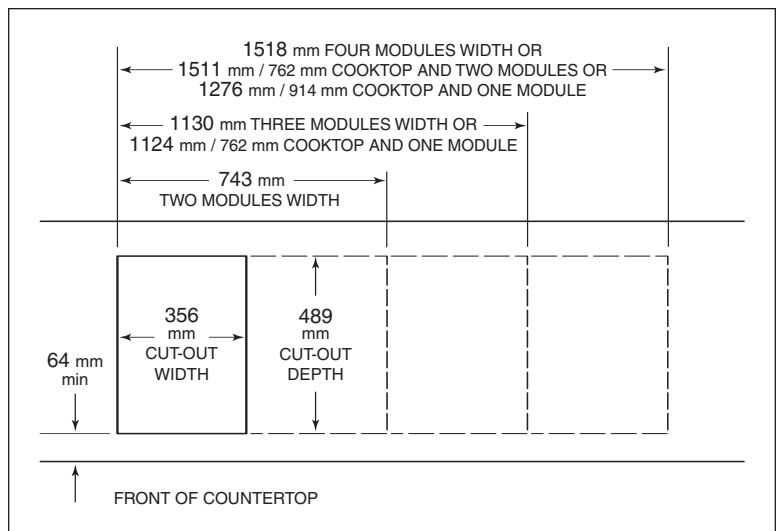 1518 mm FOUR MODULES WIDTH OR
1511 mm / 762 mm COOKTOP AND TWO MODULES OR
1276 mm / 914 mm COOKTOP AND ONE MODULE
1130 mm THREE MODULES WIDTH OR
1124 mm / 762 mm COOKTOP AND ONE MODULE
743 mm
TWO MODULES WIDTH
356
mm
CUT-OUT
WIDTH
489
mm
CUT-OUT
DEPTH
64 mm
min
FRONT OF COUNTERTOP